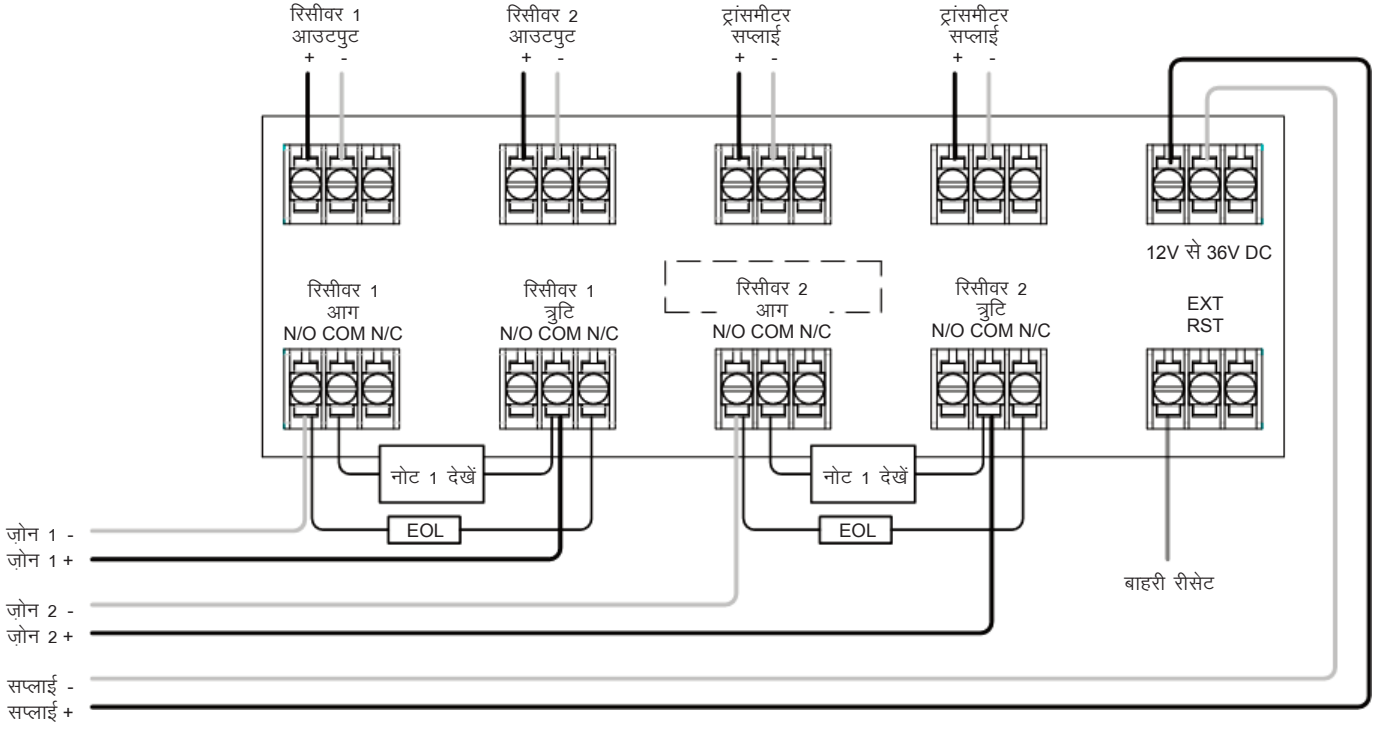 रिसीवर 1
आउटपुट
+ -
रिसीवर 2
आउटपुट
+ -
ट्रांसमीटर
सप्लाई
+ -
ट्रांसमीटर
सप्लाई
+ -
12V से 36V DC
रिसीवर 1
आग
N/O COM N/C
रिसीवर 1
त्रुटि
N/O COM N/C
रिसीवर 2
आग
N/O COM N/C
रिसीवर 2
त्रुटि
N/O COM N/C
EXT
RST
नोट 1 देखें
नोट 1 देखें
EOL
EOL
ज़ोन 1 -
ज़ोन 1 +
बाहरी रीसेट
ज़ोन 2 -
ज़ोन 2 +
सप्लाई -
सप्लाई +